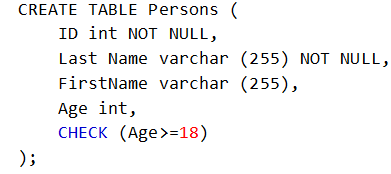 CREATE TABLE Persons (
ID int NOT NULL,
Last Name varchar (255) NOT NULL,
FirstName varchar (255),
Age int,
CHECK (Age>=18)
);